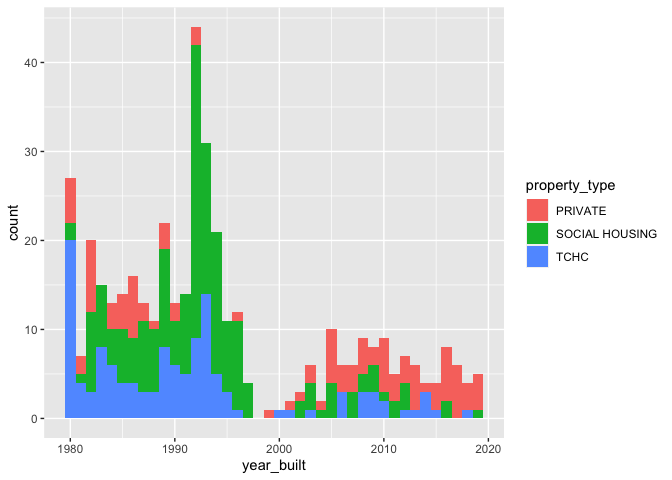 count
40
30
20
10
0
1980 1990 2000 2010 2020
year_built
property_type
PRIVATE
SOCIAL HOUSING
TCHC